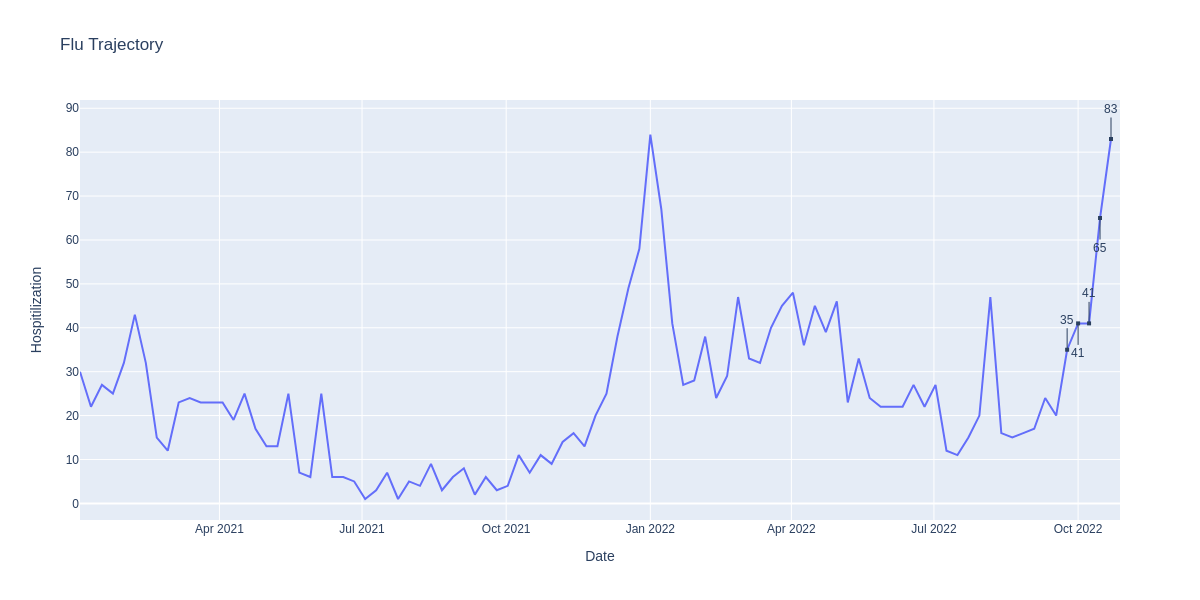 Flu Trajectory
90
80
70
60
50
40
30
20
10
0
Hospitilization
83
65
41
35
41
Apr 2021
Jul 2021
Oct 2021
Jan 2022
Apr 2022
Jul 2022
Oct 2022
Date